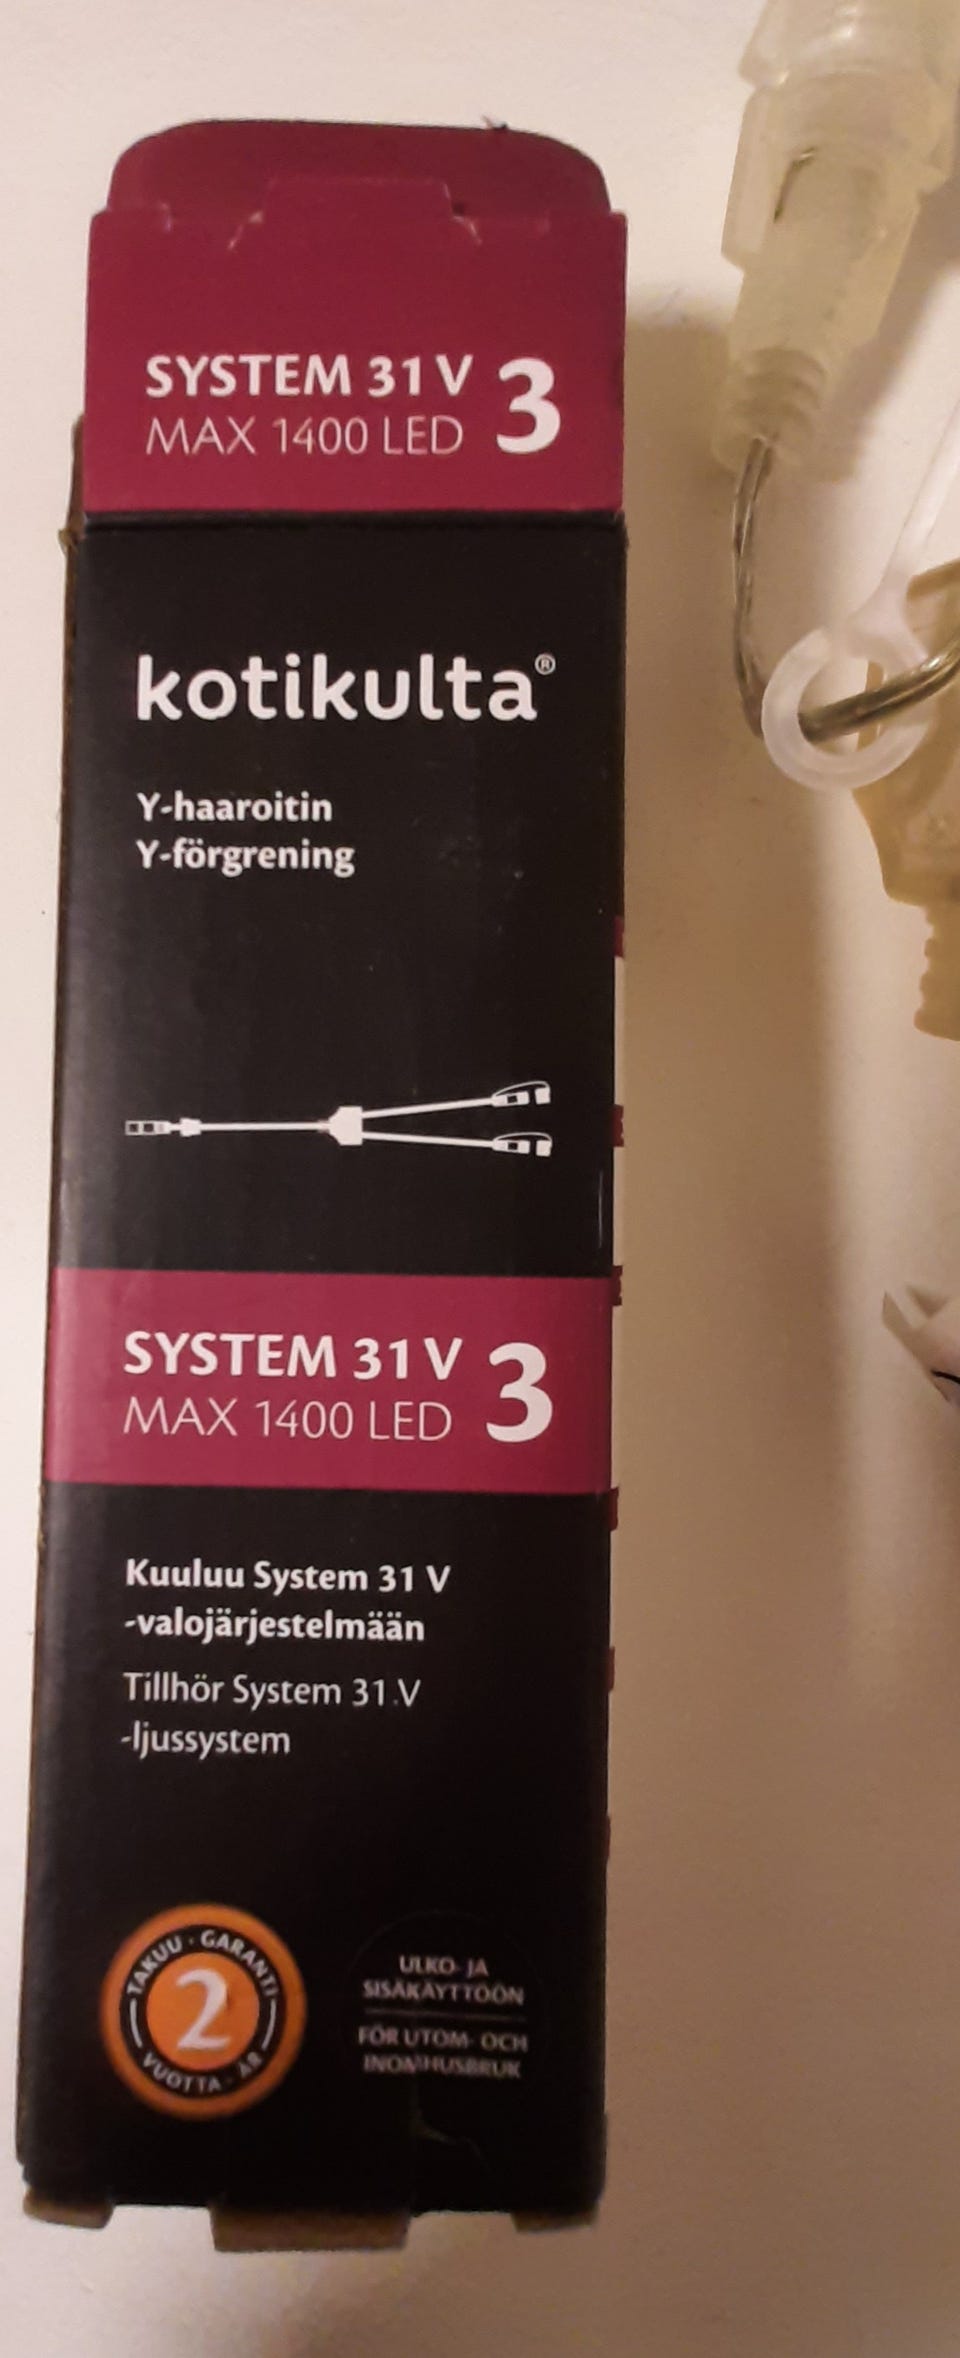 SYSTEM 31 V 3
MAX 1400 LED
kotikulta®
Y-haaroitin
Y-förgrening
SYSTEM 31 V 3
MAX 1400 LED
Kuuluu System 31 V
-valojärjestelmään
Tillhör System 31 V
-ljussystem
TAKUU · GARANTI
2
VUOTTA - ÅR
ULKO- JA
SISÄKÄYTTÖÖN
FÖR UTOM- OCH
INOMHUSBRUK